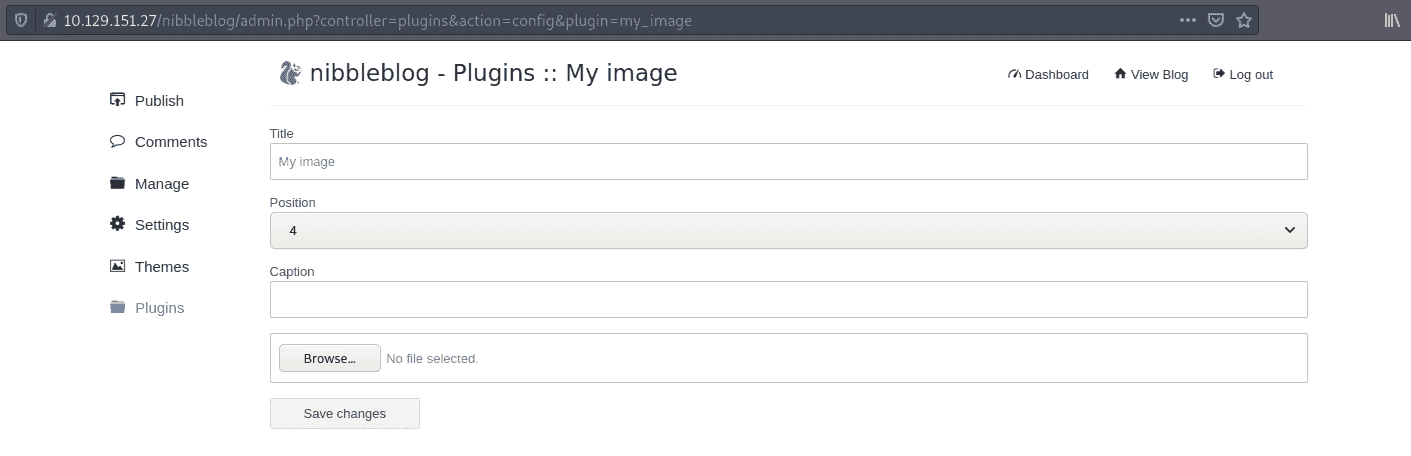 10.129.151.27/nibbleblog/admin.php?controller=plugins&action=config&plugin=my_image
nibbleblog - Plugins :: My image
Dashboard
View Blog
Log out
Publish
Comments
Manage
Settings
Themes
Plugins
Title
My image
Position
4
Caption
Browse...
No file selected.
Save changes